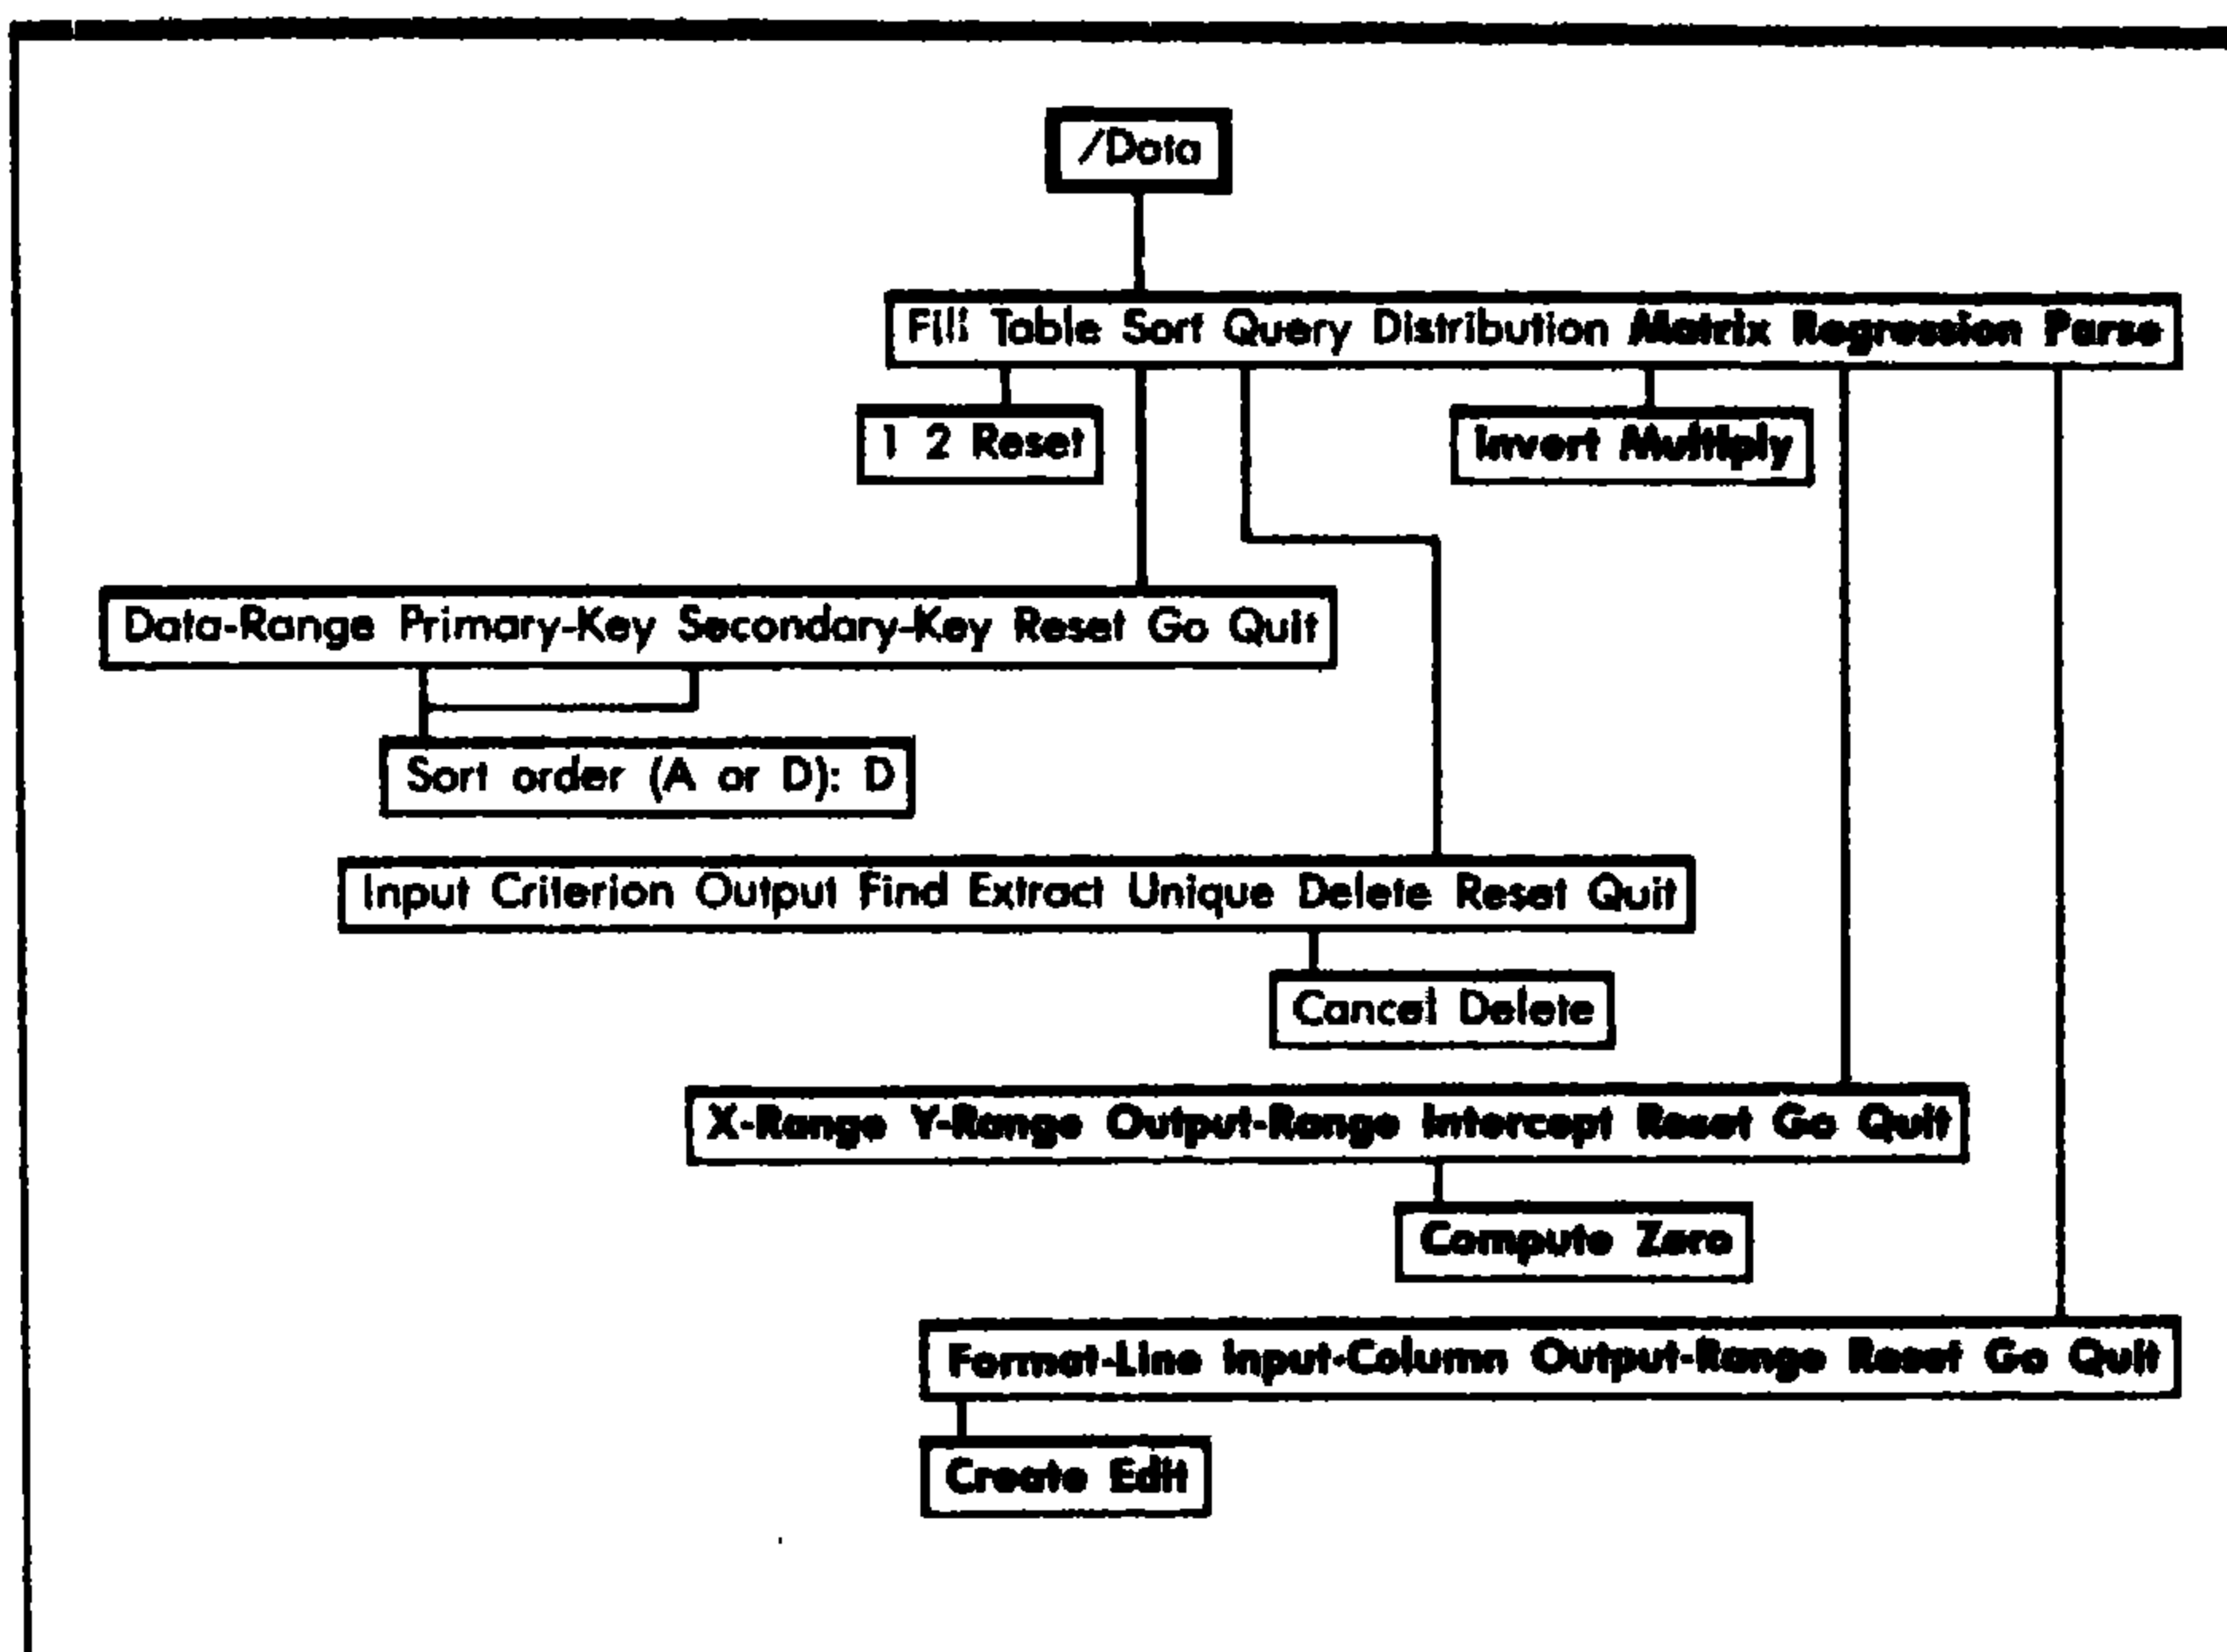 /Data
Fill Table Sort Query Distribution Matrix Regression Parse
1 2 Reset
Invert Multiply
Data-Range Primary-Key Secondary-Key Reset Go Quit
Sort order (A or D): D
Input Criterion Output Find Extract Unique Delete Reset Quit
Cancel Delete
X-Range Y-Range Output-Range Intercept Reset Go Quit
Compute Zero
Format-Line Input-Column Output-Range Reset Go Quit
Create Edit